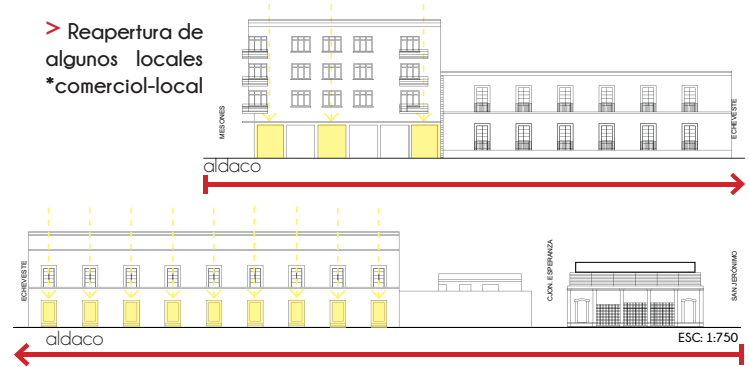 > Reapertura de
algunos locales
*comerciol-local
MESONES
ECHEVESTE
aldaco
ECHEVESTE
CJON. ESPERANZA
SAN JERÓNIMO
aldaco
ESC: 1:750